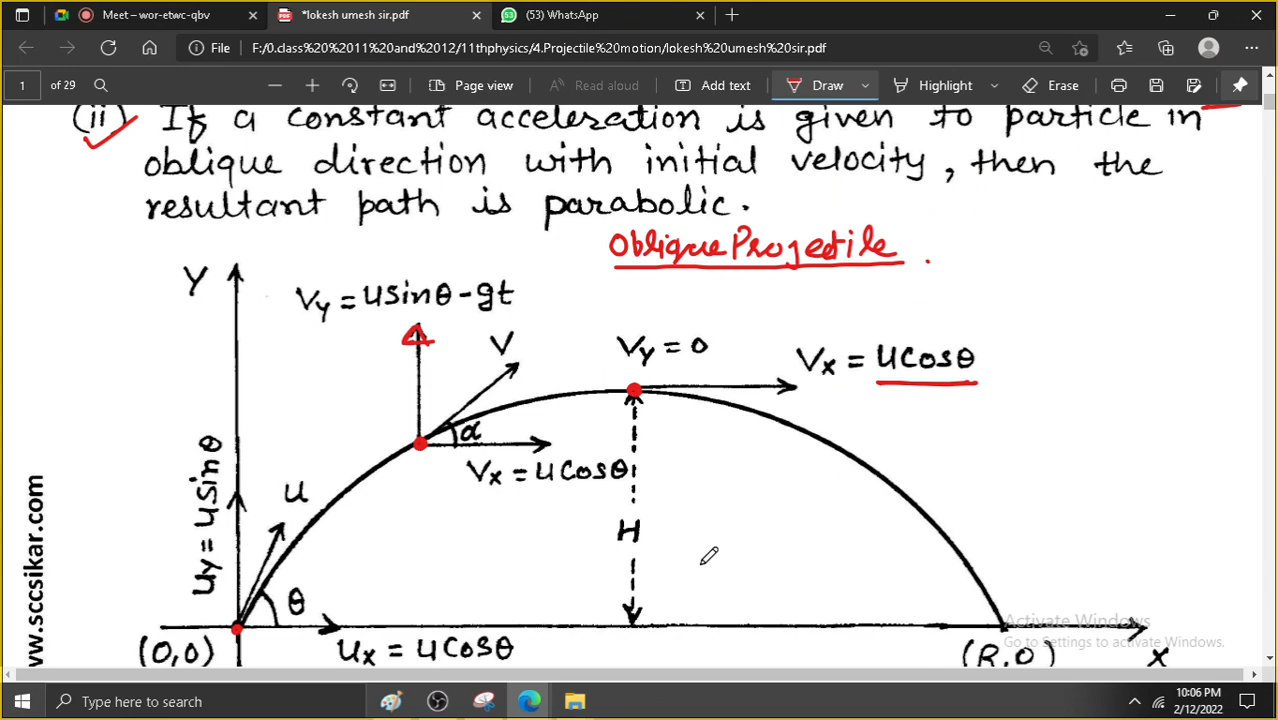 Meet – wor-etwc-qbv
*lokesh umesh sir.pdf
(53) WhatsApp
File
F:/0.class%20%2011%20and%2012/11thphysics/4.Projectile%20motion/lokesh%20umesh%20sir.pdf
1 of 29
Page view
Read aloud
Add text
Draw
Highlight
Erase
(ii) If a constant acceleration is given to particle in
oblique direction with initial velocity, then the
resultant path is parabolic.
Oblique Projectile.
Y
Vy = uSinθ - gt
V
Vy = 0
Vx = uCosθ
α
Vx = uCosθ
uy = uSinθ
u
H
θ
(0,0)
ux = uCosθ
(R,0)
x
www.sccsikar.com
Activate Windows
Go to Settings to activate Windows.
Type here to search
10:06 PM
2/12/2022